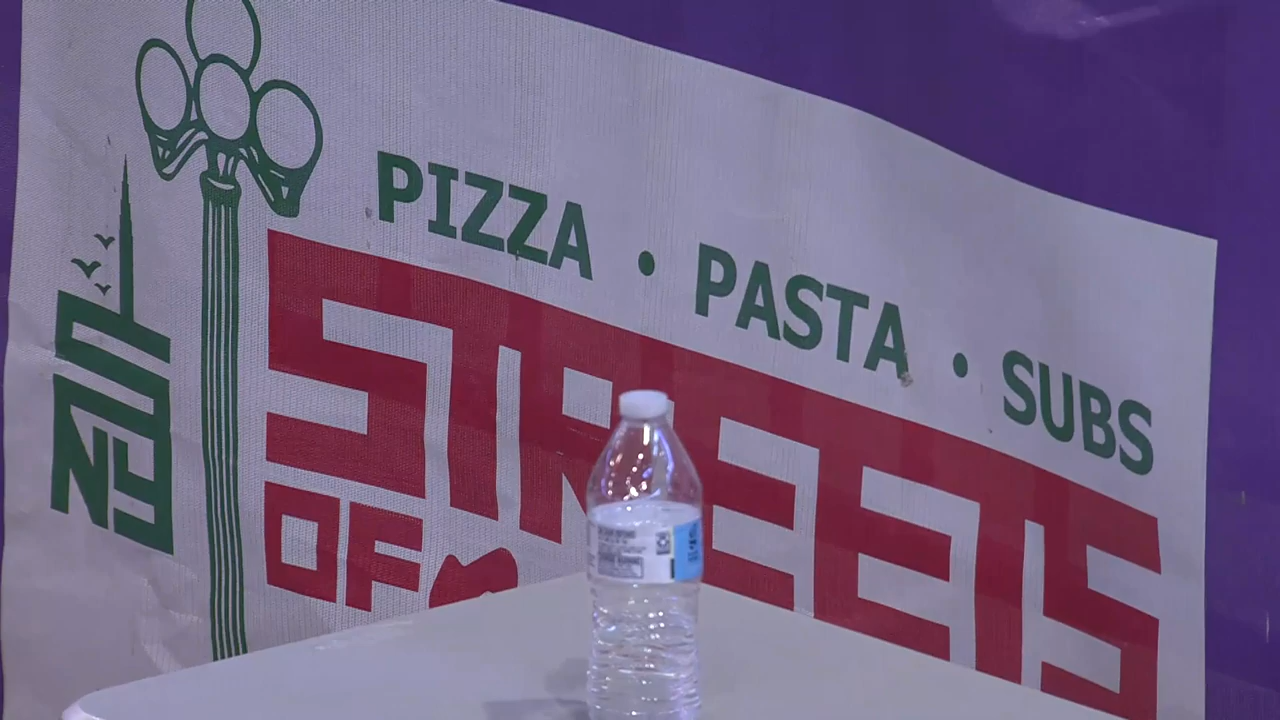 PIZZA • PASTA • SUBS
STREETS
OF
NY